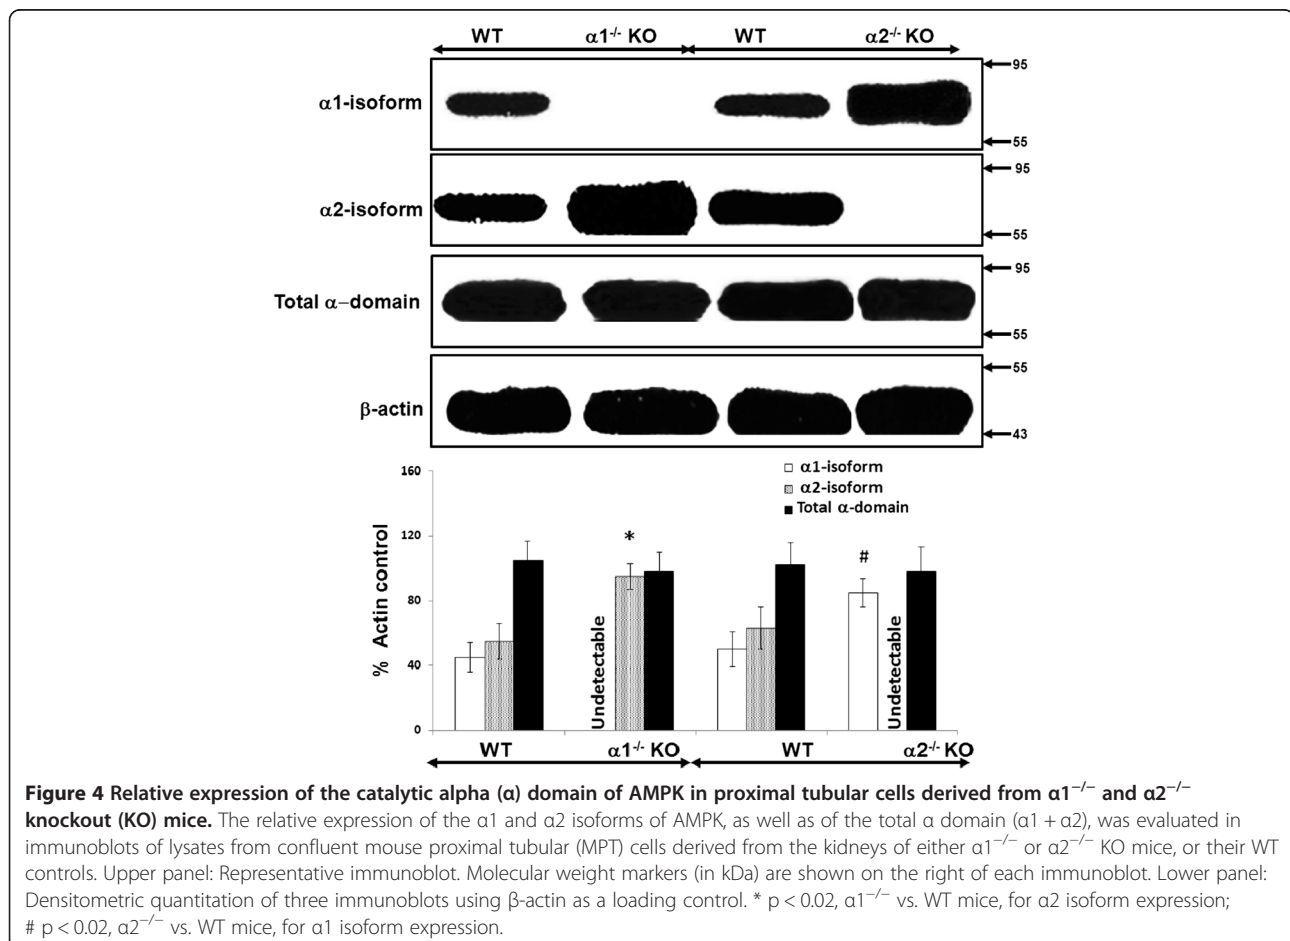 WT α1⁻/⁻ KO WT α2⁻/⁻ KO
95
α1-isoform
55
95
α2-isoform
55
95
Total α–domain
55
55
β-actin
43
160
120
80
40
0
% Actin control
α1-isoform
α2-isoform
Total α-domain
*
#
Undetectable
Undetectable
WT α1⁻/⁻ KO WT α2⁻/⁻ KO
Figure 4 Relative expression of the catalytic alpha (α) domain of AMPK in proximal tubular cells derived from α1⁻/⁻ and α2⁻/⁻
knockout (KO) mice. The relative expression of the α1 and α2 isoforms of AMPK, as well as of the total α domain (α1 + α2), was evaluated in
immunoblots of lysates from confluent mouse proximal tubular (MPT) cells derived from the kidneys of either α1⁻/⁻ or α2⁻/⁻ KO mice, or their WT
controls. Upper panel: Representative immunoblot. Molecular weight markers (in kDa) are shown on the right of each immunoblot. Lower panel:
Densitometric quantitation of three immunoblots using β-actin as a loading control. * p < 0.02, α1⁻/⁻ vs. WT mice, for α2 isoform expression;
# p < 0.02, α2⁻/⁻ vs. WT mice, for α1 isoform expression.